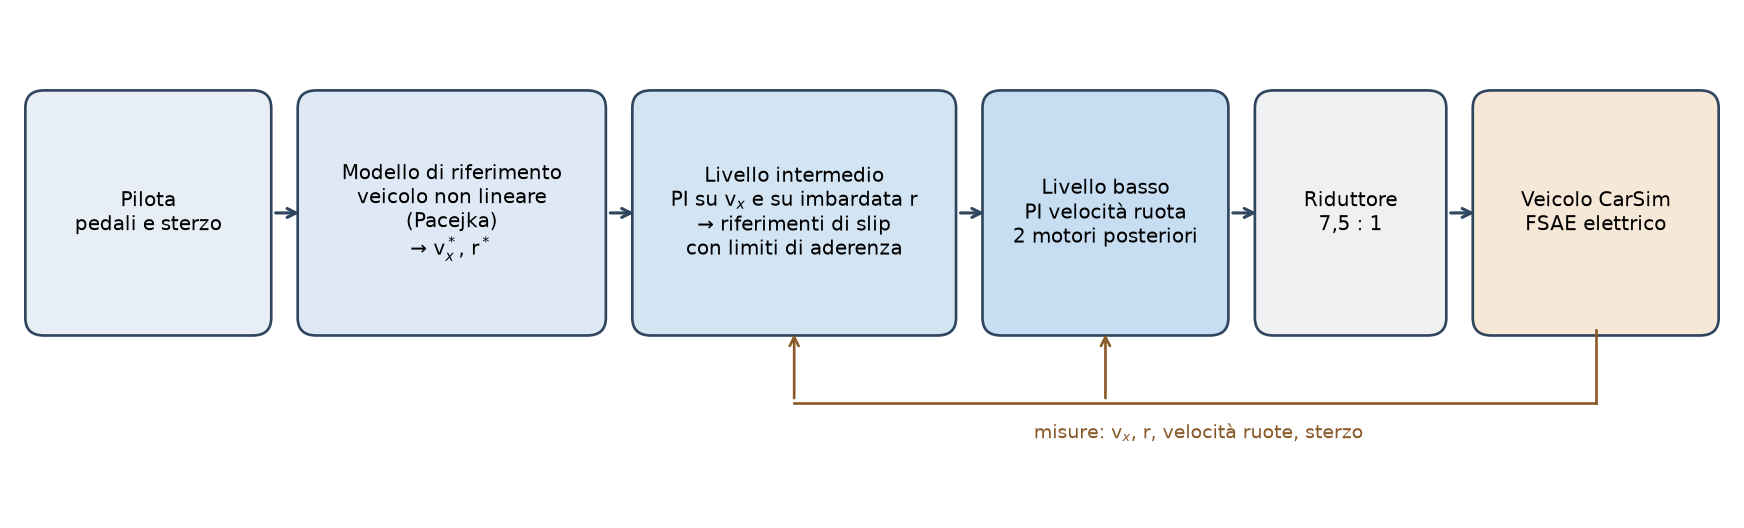 Pilota
pedali e sterzo
Modello di riferimento
veicolo non lineare
(Pacejka)
→ vₓ*, r*
Livello intermedio
PI su vₓ e su imbardata r
→ riferimenti di slip
con limiti di aderenza
Livello basso
PI velocità ruota
2 motori posteriori
Riduttore
7,5 : 1
Veicolo CarSim
FSAE elettrico
misure: vₓ, r, velocità ruote, sterzo